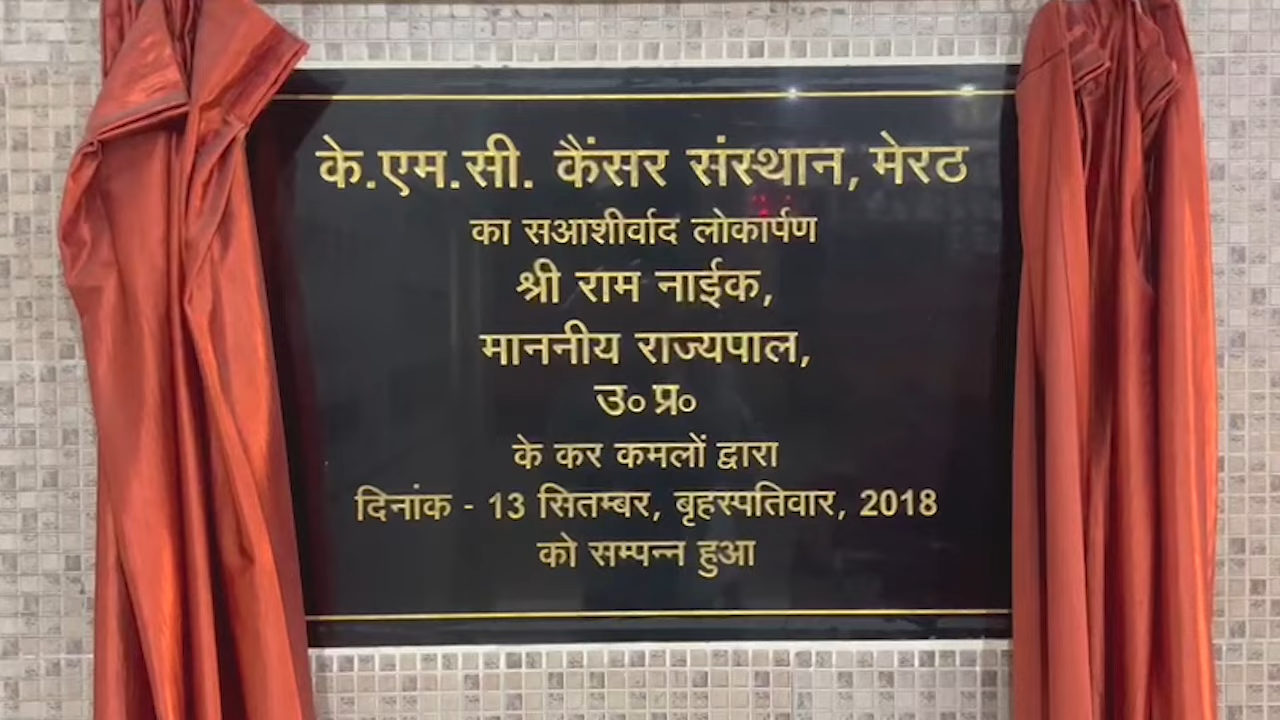 के.एम.सी. कैंसर संस्थान, मेरठ
का सआशीर्वाद लोकार्पण
श्री राम नाईक,
माननीय राज्यपाल,
उ० प्र०
के कर कमलों द्वारा
दिनांक - 13 सितम्बर, बृहस्पतिवार, 2018
को सम्पन्न हुआ